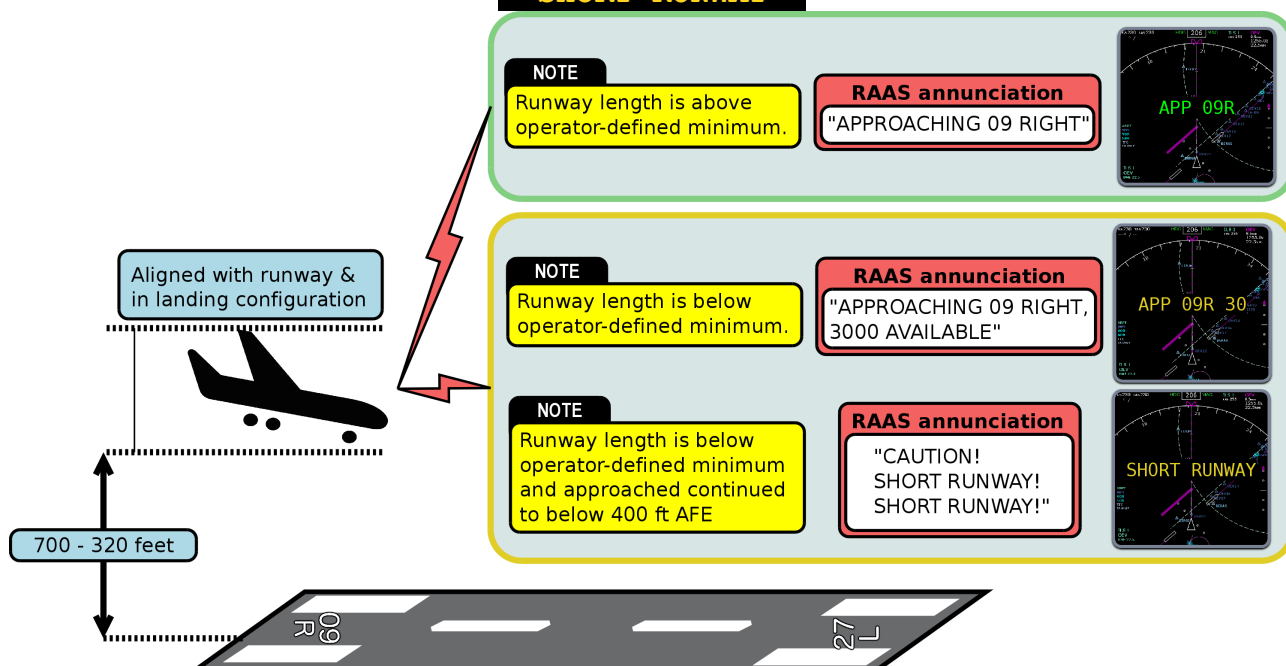 NOTE
Runway length is above
operator-defined minimum.
RAAS annunciation
"APPROACHING 09 RIGHT"
206
APP 09R
Aligned with runway &
in landing configuration
NOTE
Runway length is below
operator-defined minimum.
RAAS annunciation
"APPROACHING 09 RIGHT,
3000 AVAILABLE"
206
APP 09R 30
NOTE
Runway length is below
operator-defined minimum
and approached continued
to below 400 ft AFE
RAAS annunciation
"CAUTION!
SHORT RUNWAY!
SHORT RUNWAY!"
206
SHORT RUNWAY
700 - 320 feet
09
R
27
L